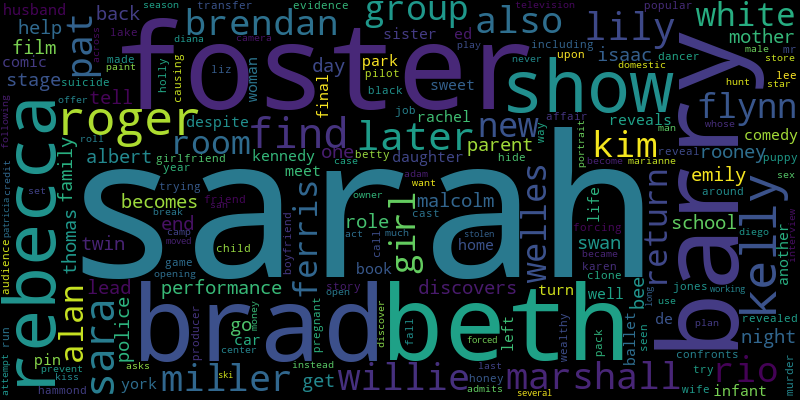 husband
season
transfer
evidence
television
popular
pat
back
brendan
group
also
lily
white
help
film
comic
stage
suicide
across
lake
made
paint
diana
camera
liz
woman
sister
ed
play
including
upon
isaac
dancer
male
mr
store
mother
foster
show
holly
causing
day
final
park
pilot
black
job
sweet
never
domestic
hunt
lee
star
tell
roger
despite
find
later
rachel
new
way
affair
reveals
man
whose
flynn
comedy
Following
rebecca
offer
roll
room
one
case
betty
parent
hide
portrait
kim
reveal
become
marianne
rooney
puppy
albert
girlfriend
kennedy
meet
daughter
year
thomas
family
becomes
friend
san
trying
break
owner
adam
want
malcolm
role
cast
girl
welles
life
forcing
emily
around
sex
school
diego
another
interview
barry
kelly
return
set
patricia
credit
audience
alan
twin
end
camp
moved
child
sarah
act
much
call
home
stolen
swan
became
karen
clone
jones
working
revealed
game
opening
ferris
boyfriend
book
lead
performance
story
open
discovers
turn
well
bee
long
use
de
night
sara
police
brad
producer
go
car
center
money
pregnant
discover
fall
beth
forced
left
wealthy
pack
ballet
seen
plan
confronts
attempt
run
pin
prevent
kiss
hammond
york
asks
miller
ski
get
instead
willie
last
honey
admits
marshall
several
try
wife
rio
infant
murder